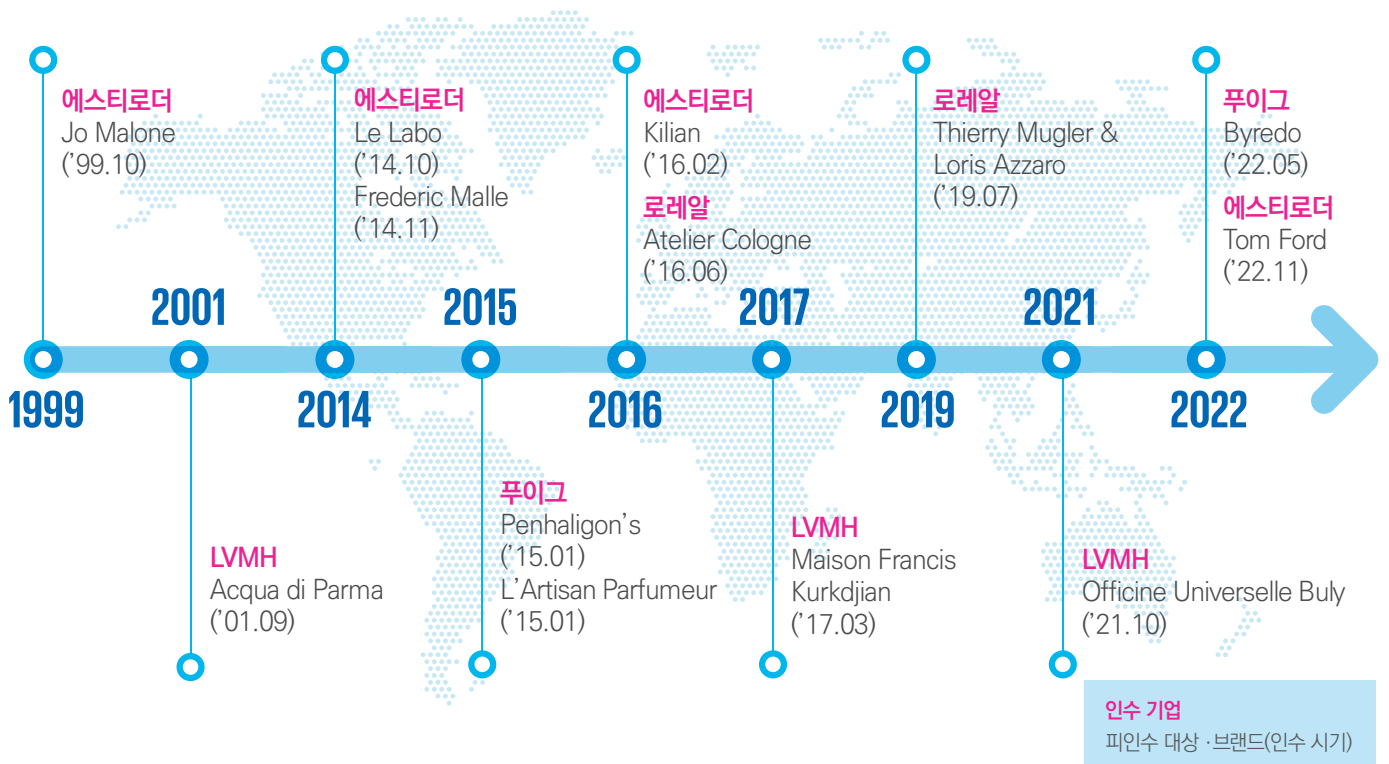 에스티로더
Jo Malone
(’99.10)
1999
2001
LVMH
Acqua di Parma
(’01.09)
에스티로더
Le Labo
(’14.10)
Frederic Malle
(’14.11)
2014
2015
푸이그
Penhaligon’s
(’15.01)
L’Artisan Parfumeur
(’15.01)
에스티로더
Kilian
(’16.02)
로레알
Atelier Cologne
(’16.06)
2016
2017
LVMH
Maison Francis
Kurkdjian
(’17.03)
로레알
Thierry Mugler &
Loris Azzaro
(’19.07)
2019
2021
LVMH
Officine Universelle Buly
(’21.10)
푸이그
Byredo
(’22.05)
에스티로더
Tom Ford
(’22.11)
2022
인수 기업
피인수 대상 · 브랜드(인수 시기)